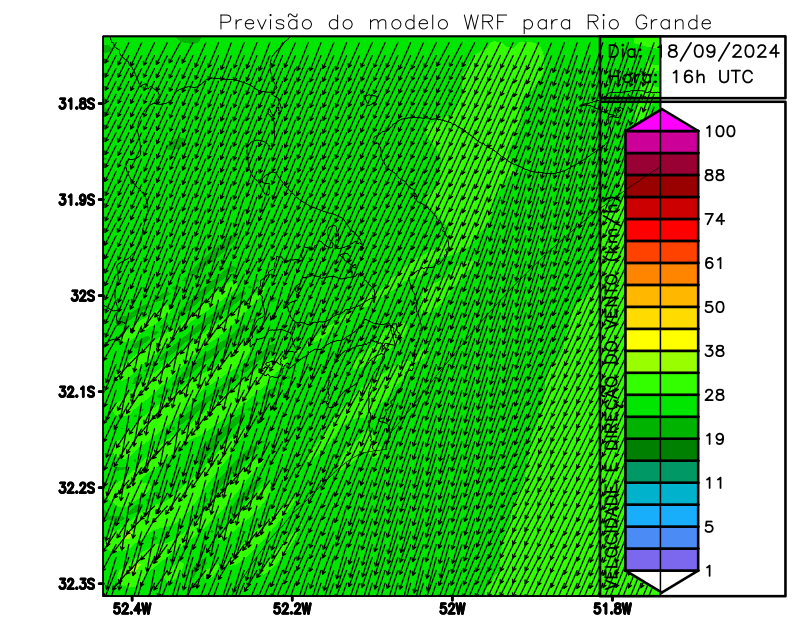 Previsão do modelo WRF para Rio Grande
Dia: 18/09/2024
Hora: 16h UTC
31.8S
31.9S
32S
32.1S
32.2S
32.3S
52.4W
52.2W
52W
51.8W
VELOCIDADE E DIREÇÃO DO VENTO (km/h)
100
88
74
61
50
38
28
19
11
5
1